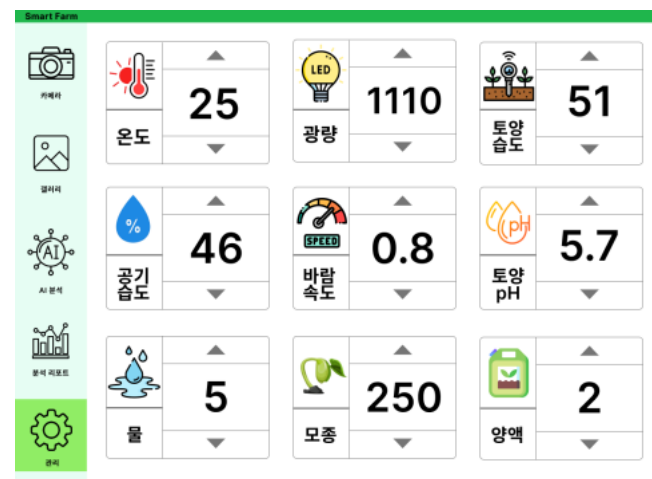 Smart Farm
카메라
갤러리
AI
AI 분석
분석 리포트
관리
온도
25
LED
광량
1110
토양
습도
51
%
공기
습도
46
SPEED
바람
속도
0.8
pH
토양
pH
5.7
물
5
모종
250
양액
2